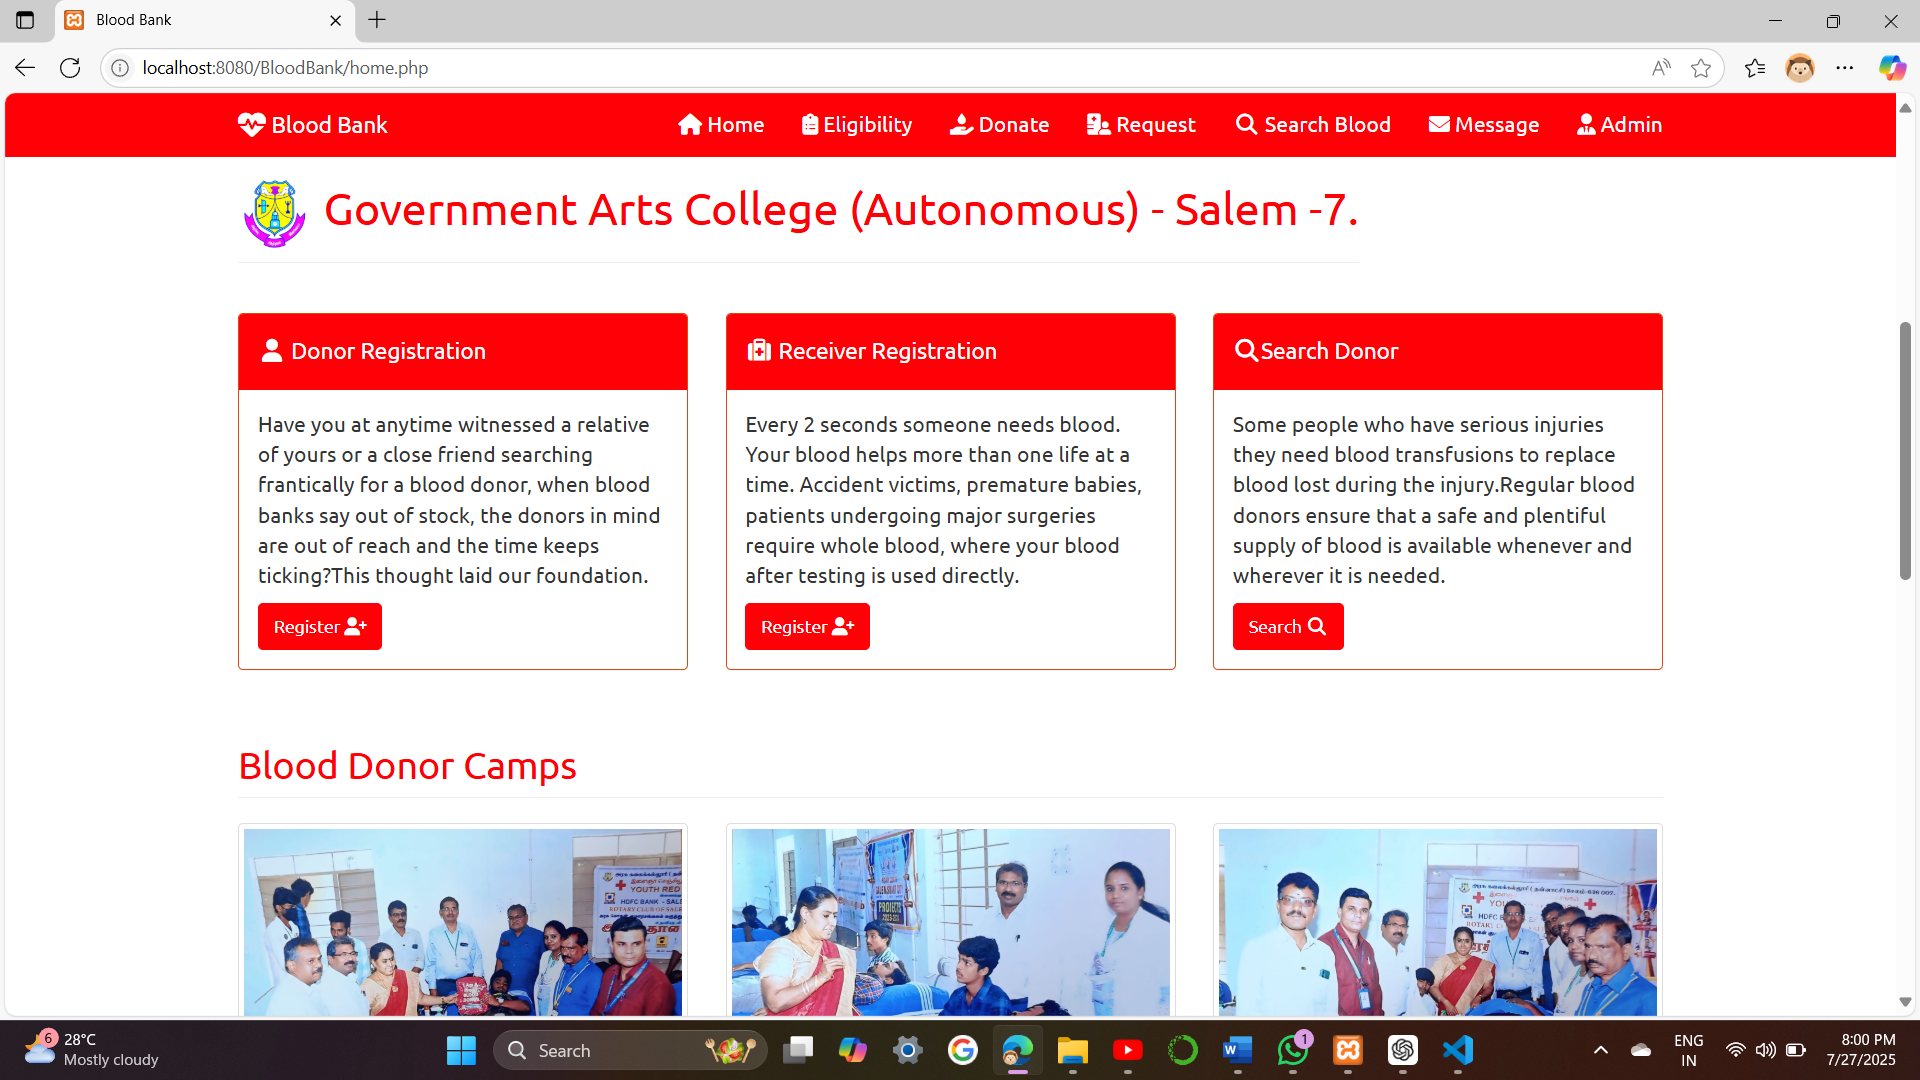 Blood Bank
localhost:8080/BloodBank/home.php
Blood Bank
Home
Eligibility
Donate
Request
Search Blood
Message
Admin
Government Arts College (Autonomous) - Salem -7.
Donor Registration
Have you at anytime witnessed a relative
of yours or a close friend searching
frantically for a blood donor, when blood
banks say out of stock, the donors in mind
are out of reach and the time keeps
ticking?This thought laid our foundation.
Register
Receiver Registration
Every 2 seconds someone needs blood.
Your blood helps more than one life at a
time. Accident victims, premature babies,
patients undergoing major surgeries
require whole blood, where your blood
after testing is used directly.
Register
Search Donor
Some people who have serious injuries
they need blood transfusions to replace
blood lost during the injury.Regular blood
donors ensure that a safe and plentiful
supply of blood is available whenever and
wherever it is needed.
Search
Blood Donor Camps
YOUTH RED
HDFC BANK - SALE
ROTARY CLUB OF SALE
6
28°C
Mostly cloudy
Search
1
ENG
IN
8:00 PM
7/27/2025